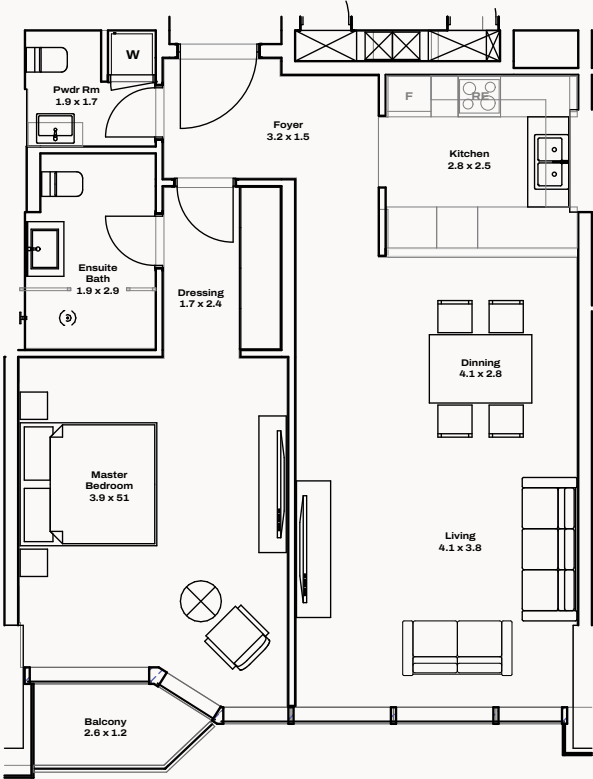 W
Pwdr Rm
1.9 x 1.7
Foyer
3.2 x 1.5
F
RE
Kitchen
2.8 x 2.5
Ensuite
Bath
1.9 x 2.9
Dressing
1.7 x 2.4
Dinning
4.1 x 2.8
Master
Bedroom
3.9 x 51
Living
4.1 x 3.8
Balcony
2.6 x 1.2